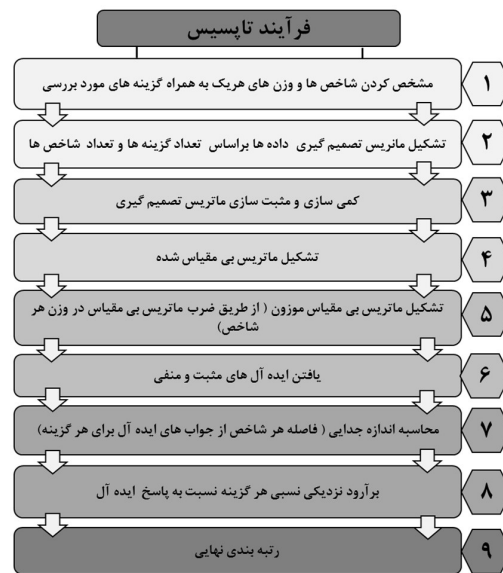 فرآیند تاپسیس
۱
مشخص کردن شاخص ها و وزن های هریک به همراه گزینه های مورد بررسی
۲
تشکیل مانریس تصمیم گیری داده ها براساس تعداد گزینه ها و تعداد شاخص ها
۳
کمی سازی و مثبت سازی ماتریس تصمیم گیری
۴
تشکیل ماتریس بی مقیاس شده
۵
تشکیل ماتریس بی مقیاس موزون ( از طریق ضرب ماتریس بی مقیاس در وزن هر
شاخص)
۶
یافتن ایده آل های مثبت و منفی
۷
محاسبه اندازه جدایی ( فاصله هر شاخص از جواب های ایده آل برای هر گزینه)
۸
برآرود نزدیکی نسبی هر گزینه نسبت به پاسخ ایده آل
۹
رتبه بندی نهایی